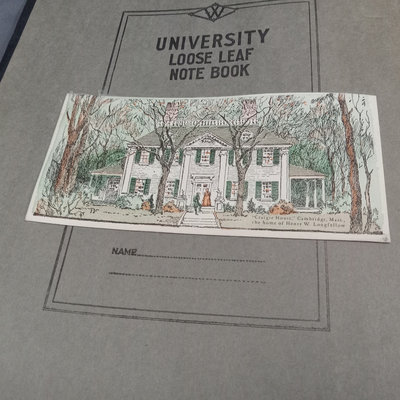 W
UNIVERSITY
LOOSE LEAF
NOTE BOOK
"Craigie House," Cambridge, Mass.,
the home of Henry W. Longfellow
NAME